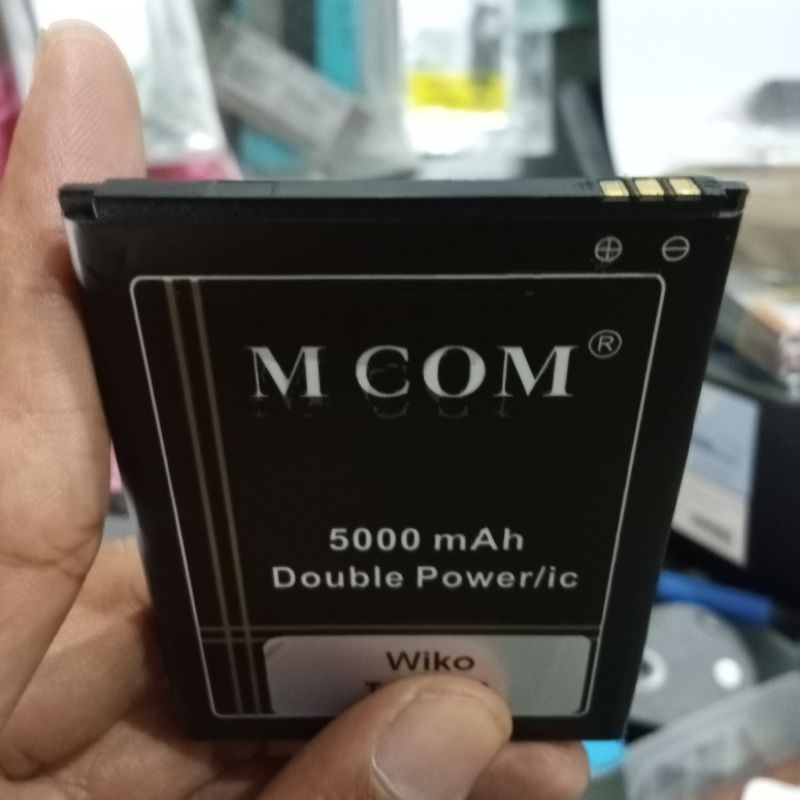 M COM®
5000 mAh
Double Power/ic
Wiko